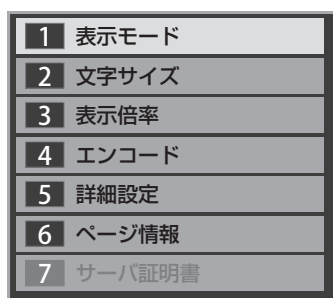 1 表示モード
2 文字サイズ
3 表示倍率
4 エンコード
5 詳細設定
6 ページ情報
7 サーバ証明書